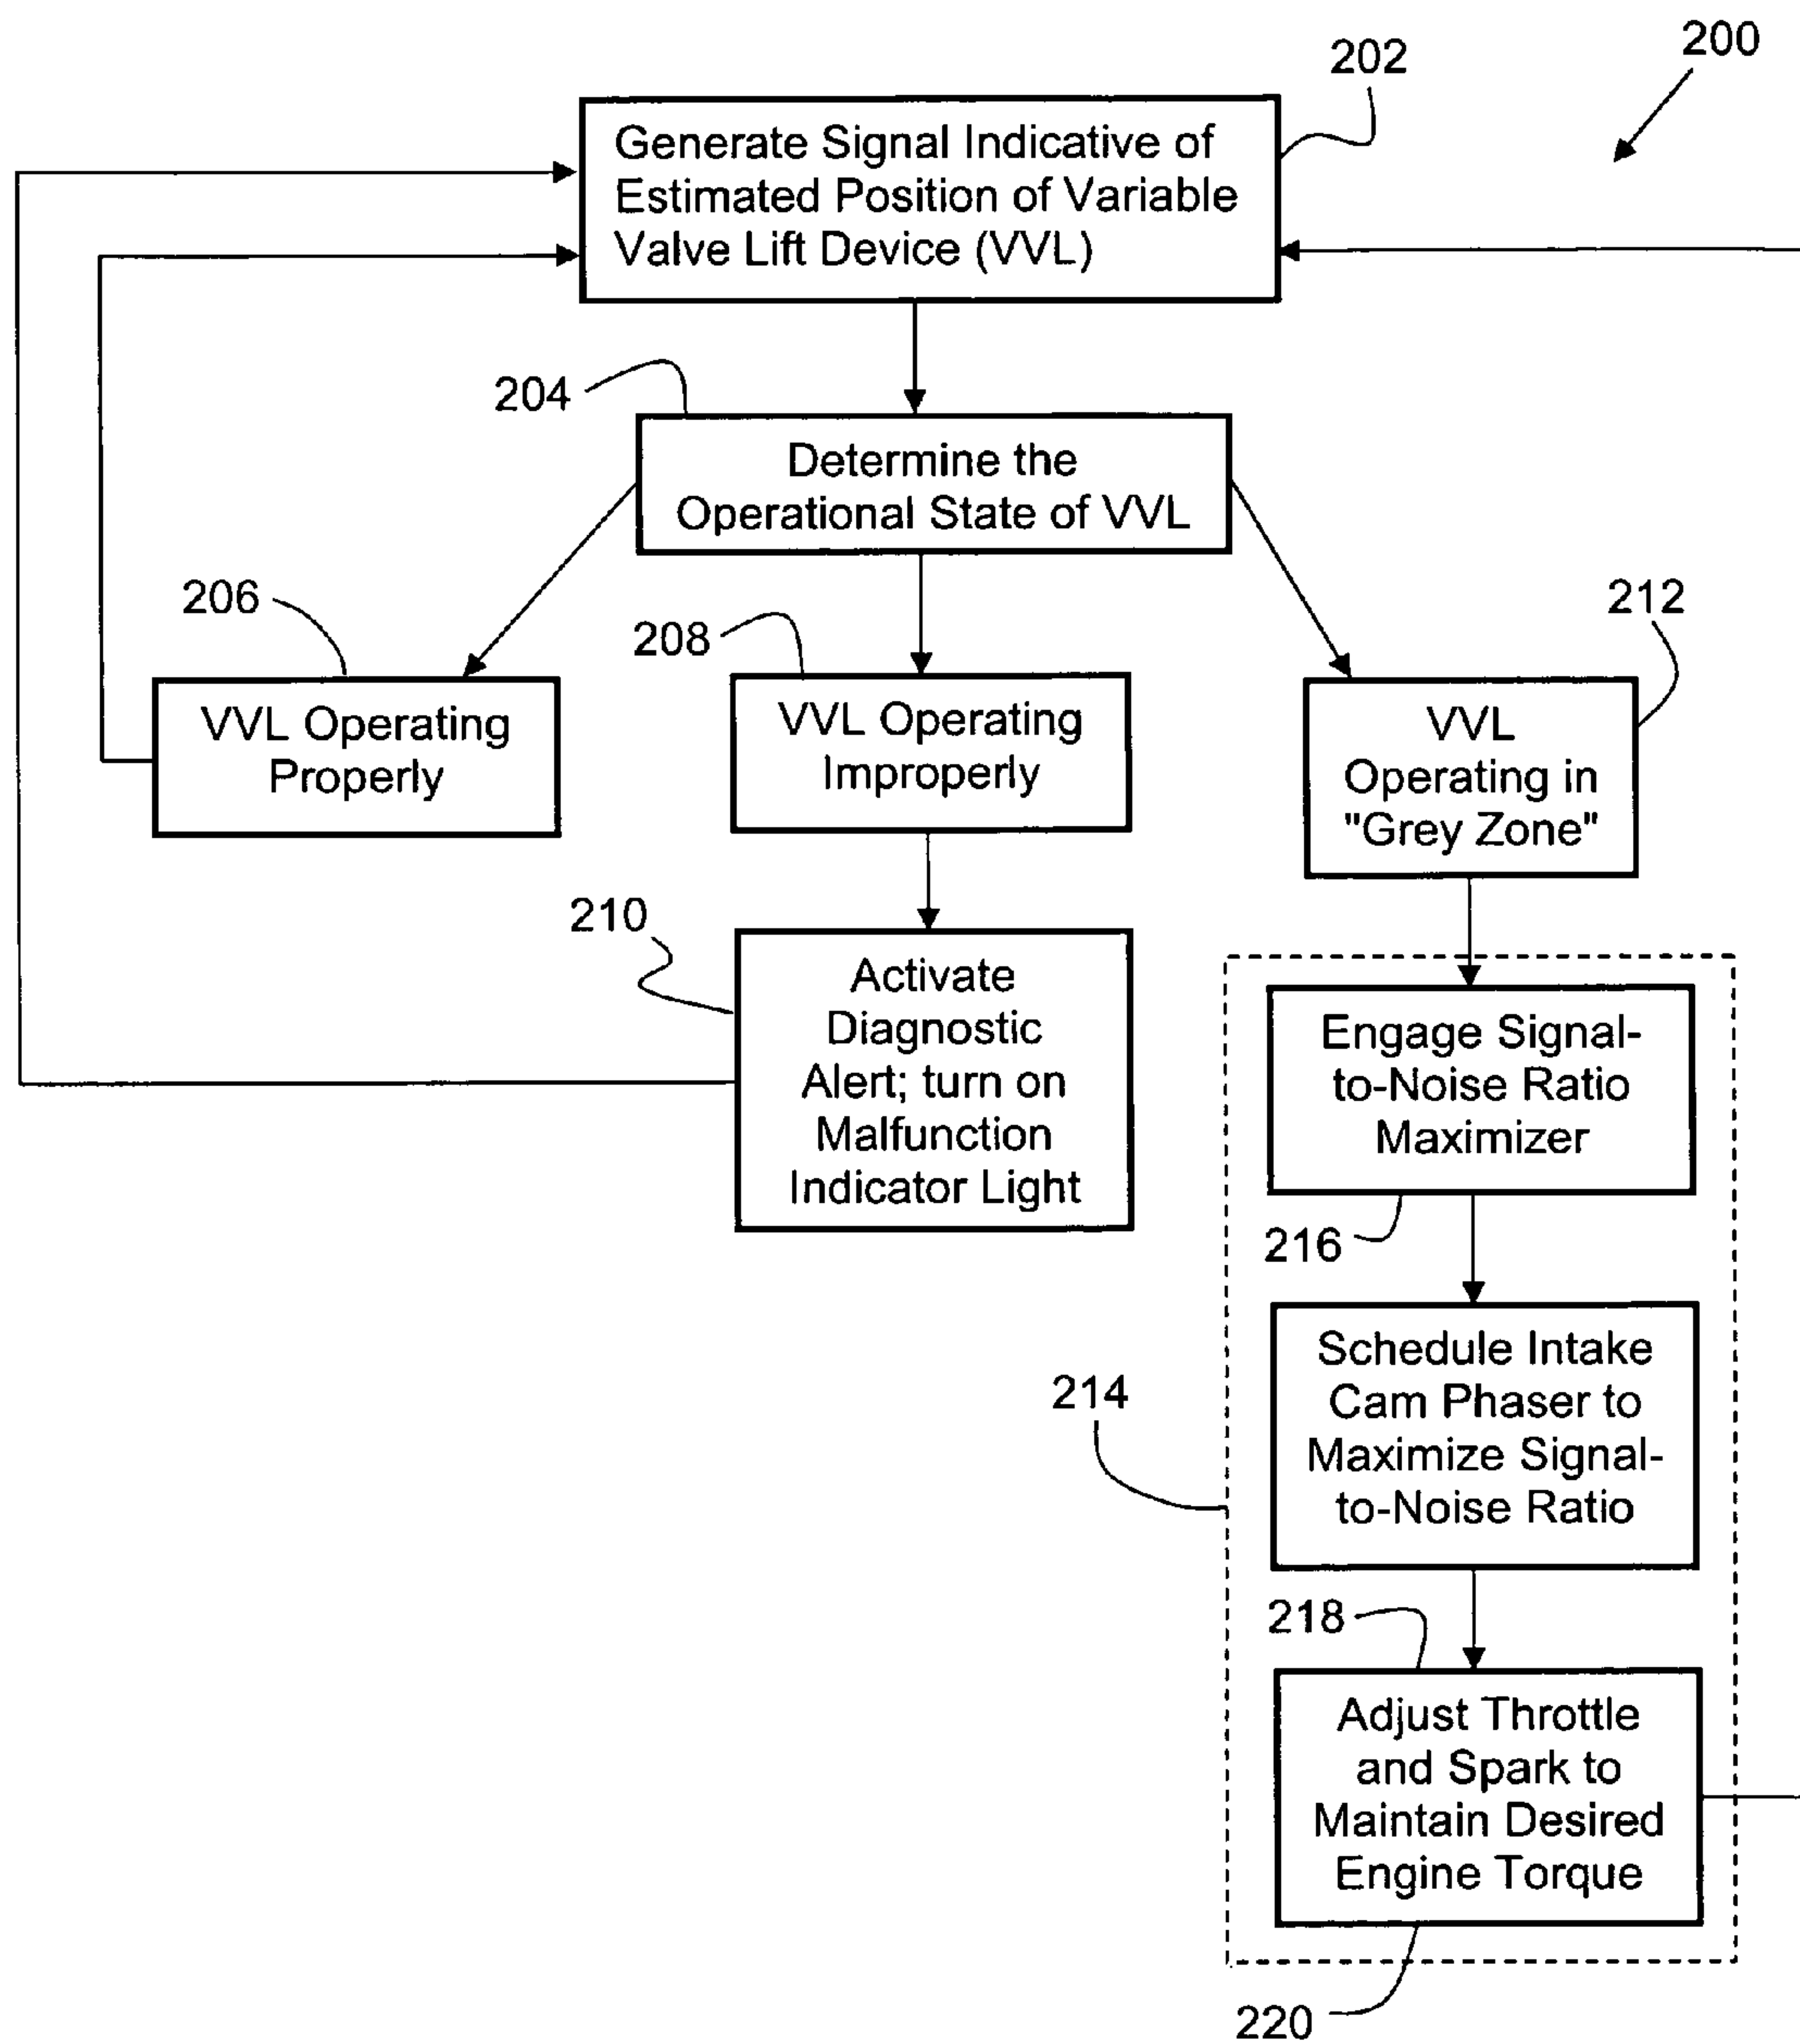 200
202
Generate Signal Indicative of
Estimated Position of Variable
Valve Lift Device (VVL)
204
Determine the
Operational State of VVL
206
VVL Operating
Properly
208
VVL Operating
Improperly
212
VVL
Operating in
"Grey Zone"
210
Activate
Diagnostic
Alert; turn on
Malfunction
Indicator Light
Engage Signal-
to-Noise Ratio
Maximizer
216
214
Schedule Intake
Cam Phaser to
Maximize Signal-
to-Noise Ratio
218
Adjust Throttle
and Spark to
Maintain Desired
Engine Torque
220